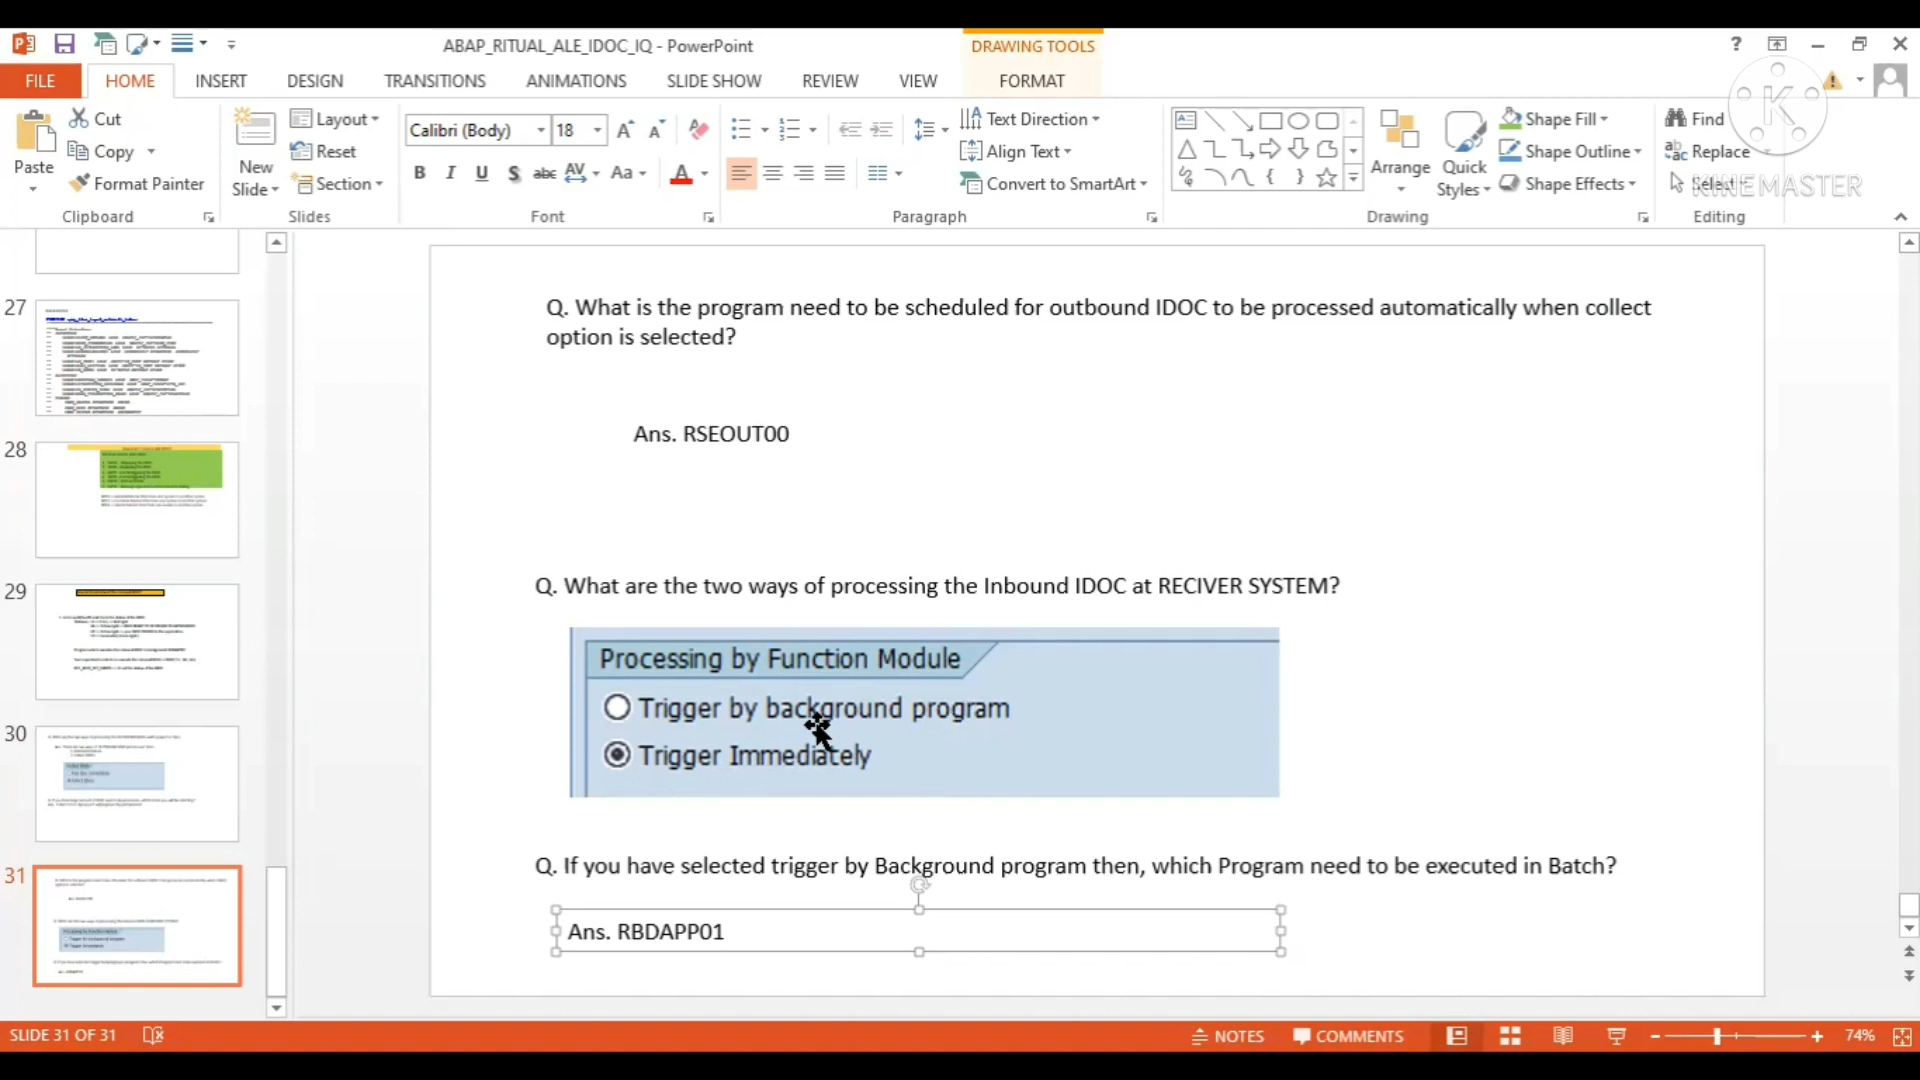 ABAP_RITUAL_ALE_IDOC_IQ - PowerPoint
DRAWING TOOLS
FILE HOME INSERT DESIGN TRANSITIONS ANIMATIONS SLIDE SHOW REVIEW VIEW FORMAT
Paste
Cut
Copy
Format Painter
Clipboard
New Slide
Layout
Reset
Section
Slides
Calibri (Body) 18
B I U S abc AV Aa A
Font
Text Direction
Align Text
Convert to SmartArt
Paragraph
Arrange
Quick Styles
Shape Fill
Shape Outline
Shape Effects
Drawing
Find
Replace
Select
Editing
K
KINEMASTER
27
28
29
30
31
Q. What is the program need to be scheduled for outbound IDOC to be processed automatically when collect
option is selected?
Ans. RSEOUT00
Q. What are the two ways of processing the Inbound IDOC at RECIVER SYSTEM?
Processing by Function Module
Trigger by background program
Trigger Immediately
Q. If you have selected trigger by Background program then, which Program need to be executed in Batch?
Ans. RBDAPP01
SLIDE 31 OF 31
NOTES
COMMENTS
74%